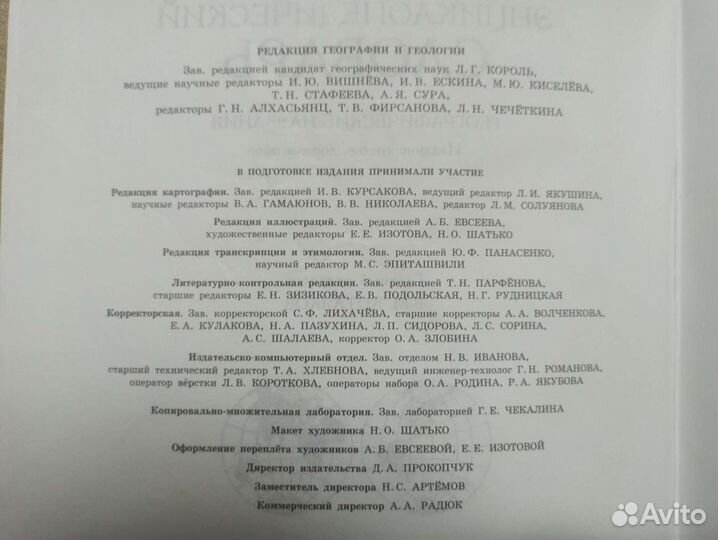 РЕДАКЦИЯ ГЕОГРАФИИ И ГЕОЛОГИИ
Зав. редакцией кандидат географических наук Л. Г. КОРОЛЬ,
ведущие научные редакторы И. Ю. ВИШНЁВА, И. В. ЕСКИНА, М. Ю. КИСЕЛЁВА,
Т. Н. СТАФЕЕВА, А. Я. СУРА,
редакторы Г. Н. АЛХАСЬЯНЦ, Т. В. ФИРСАНОВА, Л. Н. ЧЕЧЁТКИНА
В ПОДГОТОВКЕ ИЗДАНИЯ ПРИНИМАЛИ УЧАСТИЕ
Редакция картографии. Зав. редакцией И. В. КУРСАКОВА, ведущий редактор Л. И. ЯКУШИНА,
научные редакторы В. А. ГАМАЮНОВ, В. В. НИКОЛАЕВА, редактор Л. М. СОЛУЯНОВА
Редакция иллюстраций. Зав. редакцией А. Б. ЕВСЕЕВА,
художественные редакторы Е. Е. ИЗОТОВА, Н. О. ШАТЬКО
Редакция транскрипции и этимологии. Зав. редакцией Ю. Ф. ПАНАСЕНКО,
научный редактор М. С. ЭПИТАШВИЛИ
Литературно-контрольная редакция. Зав. редакцией Т. Н. ПАРФЁНОВА,
старшие редакторы Е. Н. ЗИЗИКОВА, Е. В. ПОДОЛЬСКАЯ, Н. Г. РУДНИЦКАЯ
Корректорская. Зав. корректорской С. Ф. ЛИХАЧЁВА, старшие корректоры А. А. ВОЛЧЕНКОВА,
Е. А. КУЛАКОВА, Н. А. ПАЗУХИНА, Л. П. СИДОРОВА, Л. С. СОРИНА,
А. С. ШАЛАЕВА, корректор О. А. ЗЛОБИНА
Издательско-компьютерный отдел. Зав. отделом Н. В. ИВАНОВА,
старший технический редактор Т. А. ХЛЕБНОВА, ведущий инженер-технолог Г. Н. РОМАНОВА,
оператор вёрстки Л. В. КОРОТКОВА, операторы набора О. А. РОДИНА, Р. А. ЯКУБОВА
Копировально-множительная лаборатория. Зав. лабораторией Г. Е. ЧЕКАЛИНА
Макет художника Н. О. ШАТЬКО
Оформление переплёта художников А. Б. ЕВСЕЕВОЙ, Е. Е. ИЗОТОВОЙ
Директор издательства Д. А. ПРОКОПЧУК
Заместитель директора Н. С. АРТЁМОВ
Коммерческий директор А. А. РАДЮК
Avito